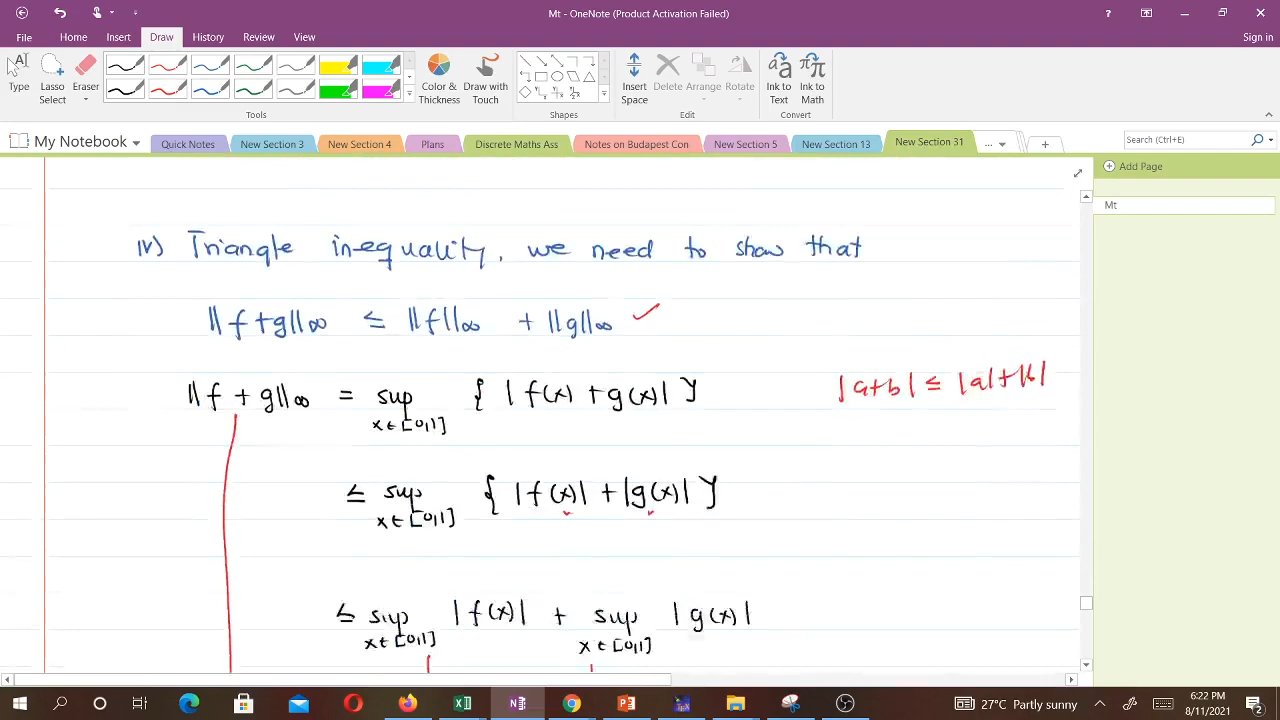 Mt - OneNote (Product Activation Failed)
File Home Insert Draw History Review View Sign in
Type Lasso Select Eraser Color & Thickness Draw with Touch Insert Space Delete Arrange Rotate Ink to Text Ink to Math
Tools Shapes Edit Convert
My Notebook Quick Notes New Section 3 New Section 4 Plans Discrete Maths Ass Notes on Budapest Con New Section 5 New Section 13 New Section 31 ... + Search (Ctrl+E)
Add Page
Mt
iv) Triangle inequality, we need to show that
||f+g||∞ ≤ ||f||∞ + ||g||∞ ✓
||f + g||∞ = sup { |f(x) + g(x)| }
x∈[0,1]
|a+b| ≤ |a|+|b|
≤ sup { |f(x)| + |g(x)| }
x∈[0,1]
≤ sup |f(x)| + sup |g(x)|
x∈[0,1] x∈[0,1]
27°C Partly sunny
6:22 PM
8/11/2021